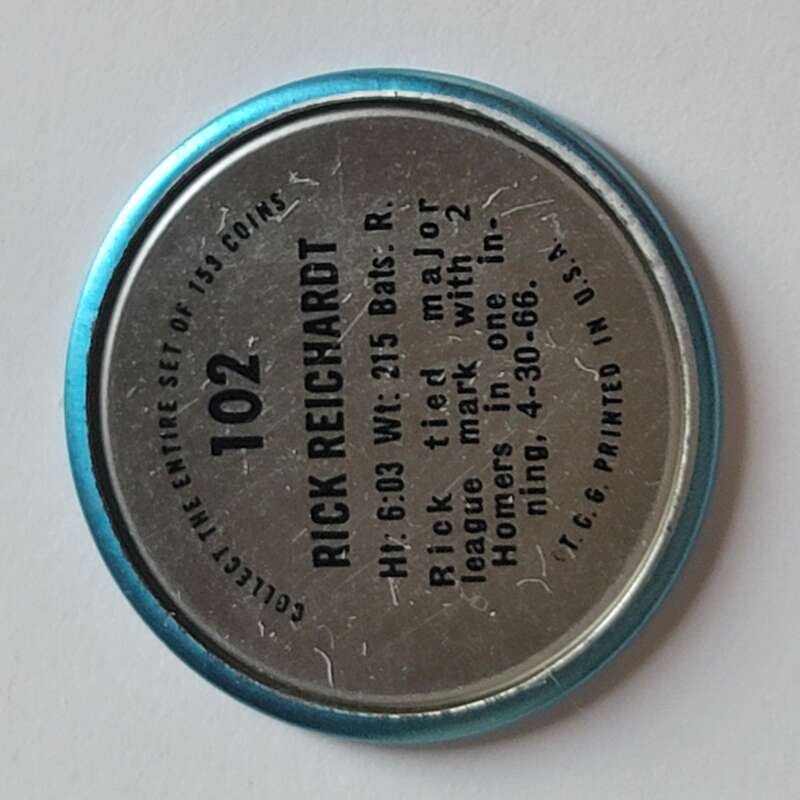 COLLECT THE ENTIRE SET OF 153 COINS
102
RICK REICHARDT
Ht: 6:03 Wt: 215 Bats: R.
Rick tied major
league mark with 2
Homers in one in-
ning, 4-30-66.
T.C.G. PRINTED IN U.S.A.